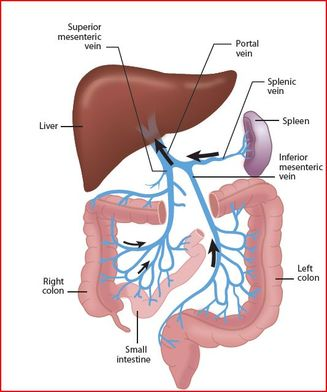 Superior
mesenteric
vein
Portal
vein
Splenic
vein
Liver
Spleen
Inferior
mesenteric
vein
Right
colon
Left
colon
Small
intestine